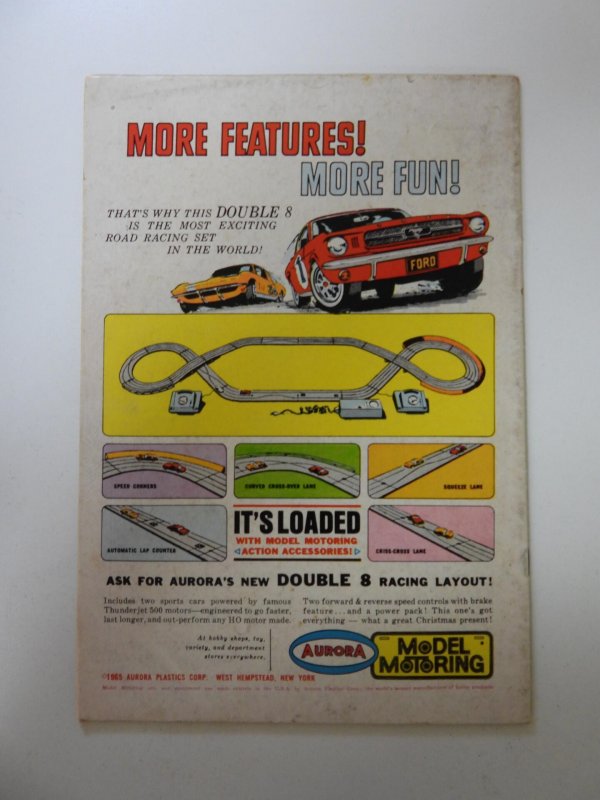 MORE FEATURES!
MORE FUN!
THAT'S WHY THIS DOUBLE 8
IS THE MOST EXCITING
ROAD RACING SET
IN THE WORLD!
1
FORD
SPEED CORNERS
CURVED CROSS-OVER LANE
SQUEEZE LANE
AUTOMATIC LAP COUNTER
IT'S LOADED
WITH MODEL MOTORING
ACTION ACCESSORIES!
CRISS-CROSS LANE
ASK FOR AURORA'S NEW DOUBLE 8 RACING LAYOUT!
Includes two sports cars powered by famous
Thunderjet 500 motors—engineered to go faster,
last longer, and out-perform any HO motor made.
Two forward & reverse speed controls with brake
feature...and a power pack! This one's got
everything — what a great Christmas present!
At hobby shops, toy,
variety, and department
stores everywhere.
AURORA
MODEL
MOTORING
©1965 AURORA PLASTICS CORP. WEST HEMPSTEAD, NEW YORK